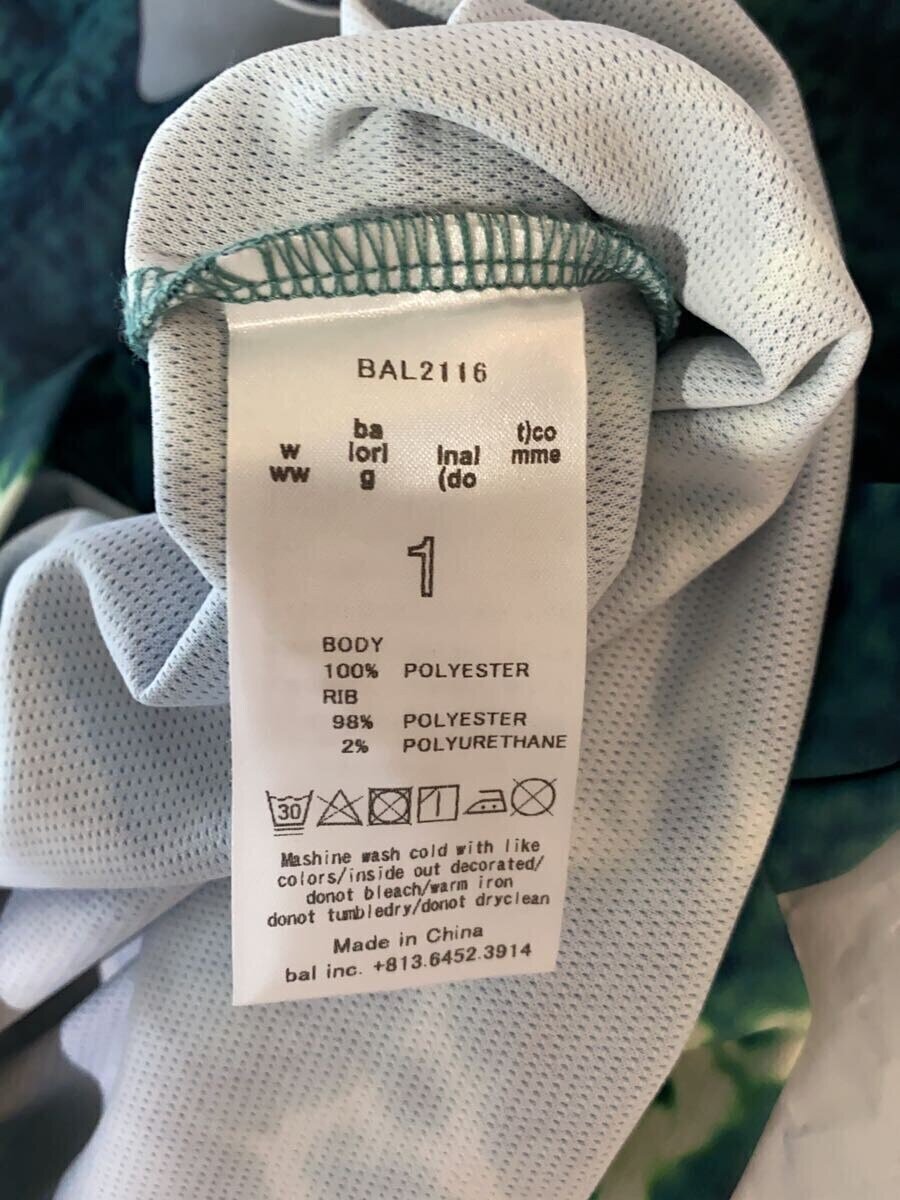 BAL2116
w
ww
ba
lorl
g
lnal
(do
t)co
mme
1
BODY
100% POLYESTER
RIB
98% POLYESTER
2% POLYURETHANE
30
Mashine wash cold with like
colors/inside out decorated/
donot bleach/warm iron
donot tumbledry/donot dryclean
Made in China
bal inc. +813.6452.3914